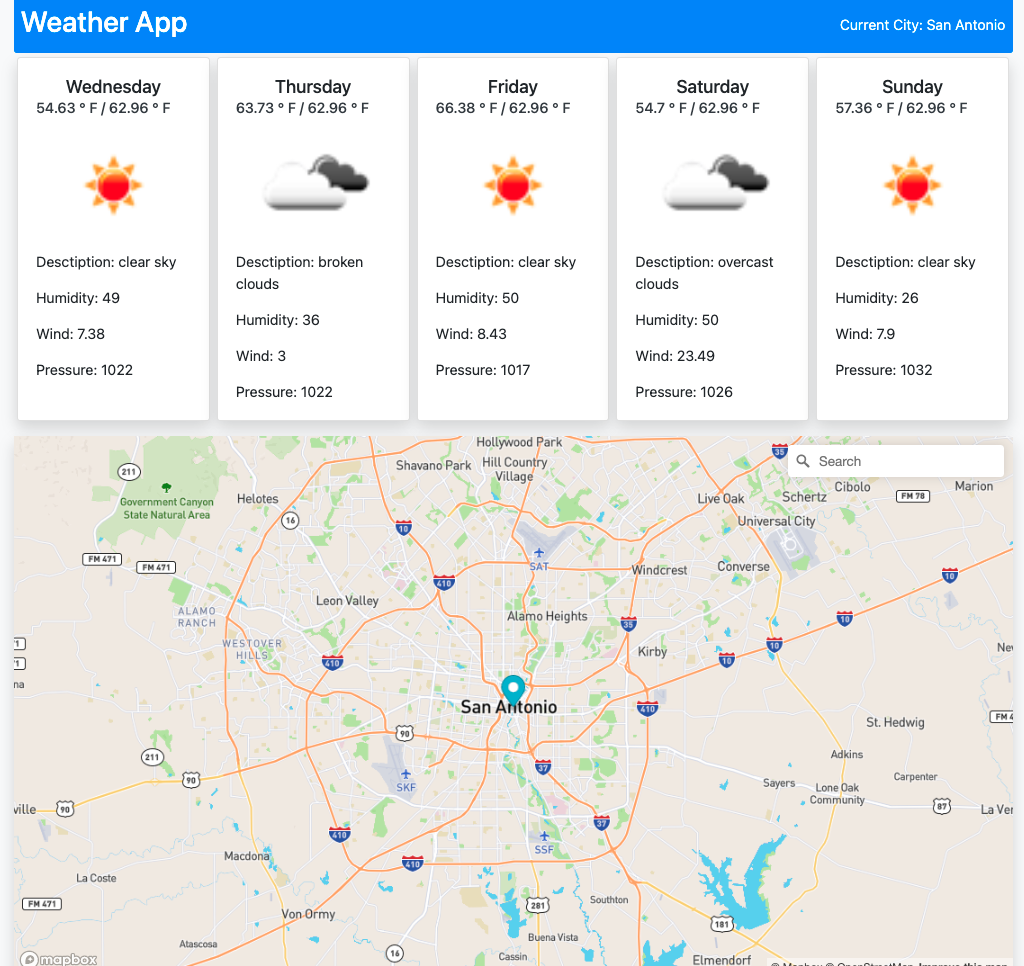 Weather App
Current City: San Antonio
Wednesday
54.63 ° F / 62.96 ° F
Desctiption: clear sky
Humidity: 49
Wind: 7.38
Pressure: 1022
Thursday
63.73 ° F / 62.96 ° F
Desctiption: broken
clouds
Humidity: 36
Wind: 3
Pressure: 1022
Friday
66.38 ° F / 62.96 ° F
Desctiption: clear sky
Humidity: 50
Wind: 8.43
Pressure: 1017
Saturday
54.7 ° F / 62.96 ° F
Desctiption: overcast
clouds
Humidity: 50
Wind: 23.49
Pressure: 1026
Sunday
57.36 ° F / 62.96 ° F
Desctiption: clear sky
Humidity: 26
Wind: 7.9
Pressure: 1032
Search
Hollywood Park
35
Shavano Park
Hill Country
Village
211
Government Canyon
State Natural Area
Helotes
Live Oak
Schertz
Cibolo
Marion
FM 78
16
10
Universal City
SAT
FM 471
FM 471
Windcrest
Converse
410
10
Leon Valley
ALAMO
RANCH
Alamo Heights
35
10
WESTOVER
HILLS
Kirby
10
10
410
San Antonio
410
St. Hedwig
FM 4
90
211
90
37
Adkins
SKF
Sayers
Lone Oak
Community
Carpenter
ville
90
87
La Ver
410
37
SSF
Macdona
410
La Coste
FM 471
Von Ormy
281
Southton
181
Atascosa
16
Buena Vista
Cassin
Elmendorf
mapbox
© Mapbox © OpenStreetMap Improve this map